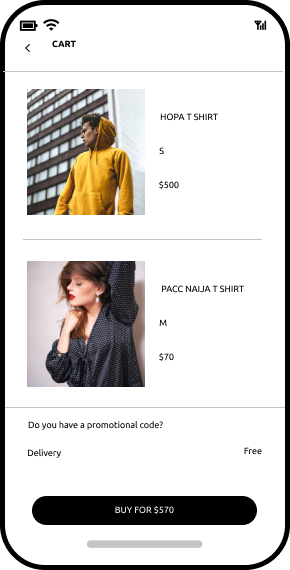 CART
HOPA T SHIRT
S
$500
PACC NAIJA T SHIRT
M
$70
Do you have a promotional code?
Delivery
Free
BUY FOR $570